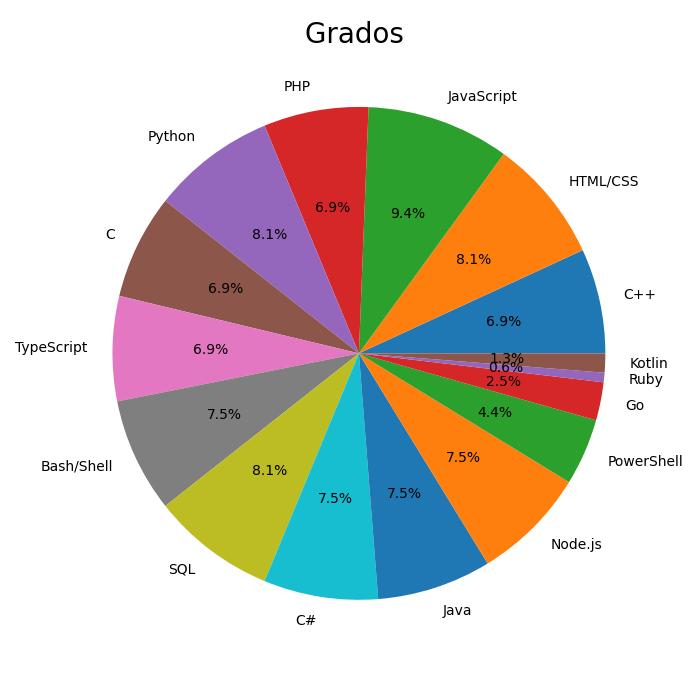 Grados
PHP
JavaScript
Python
HTML/CSS
6.9%
9.4%
8.1%
C
8.1%
6.9%
C++
6.9%
TypeScript
6.9%
1.3%
Kotlin
0.6%
Ruby
2.5%
Go
7.5%
4.4%
Bash/Shell
8.1%
7.5%
PowerShell
7.5%
7.5%
Node.js
SQL
Java
C#